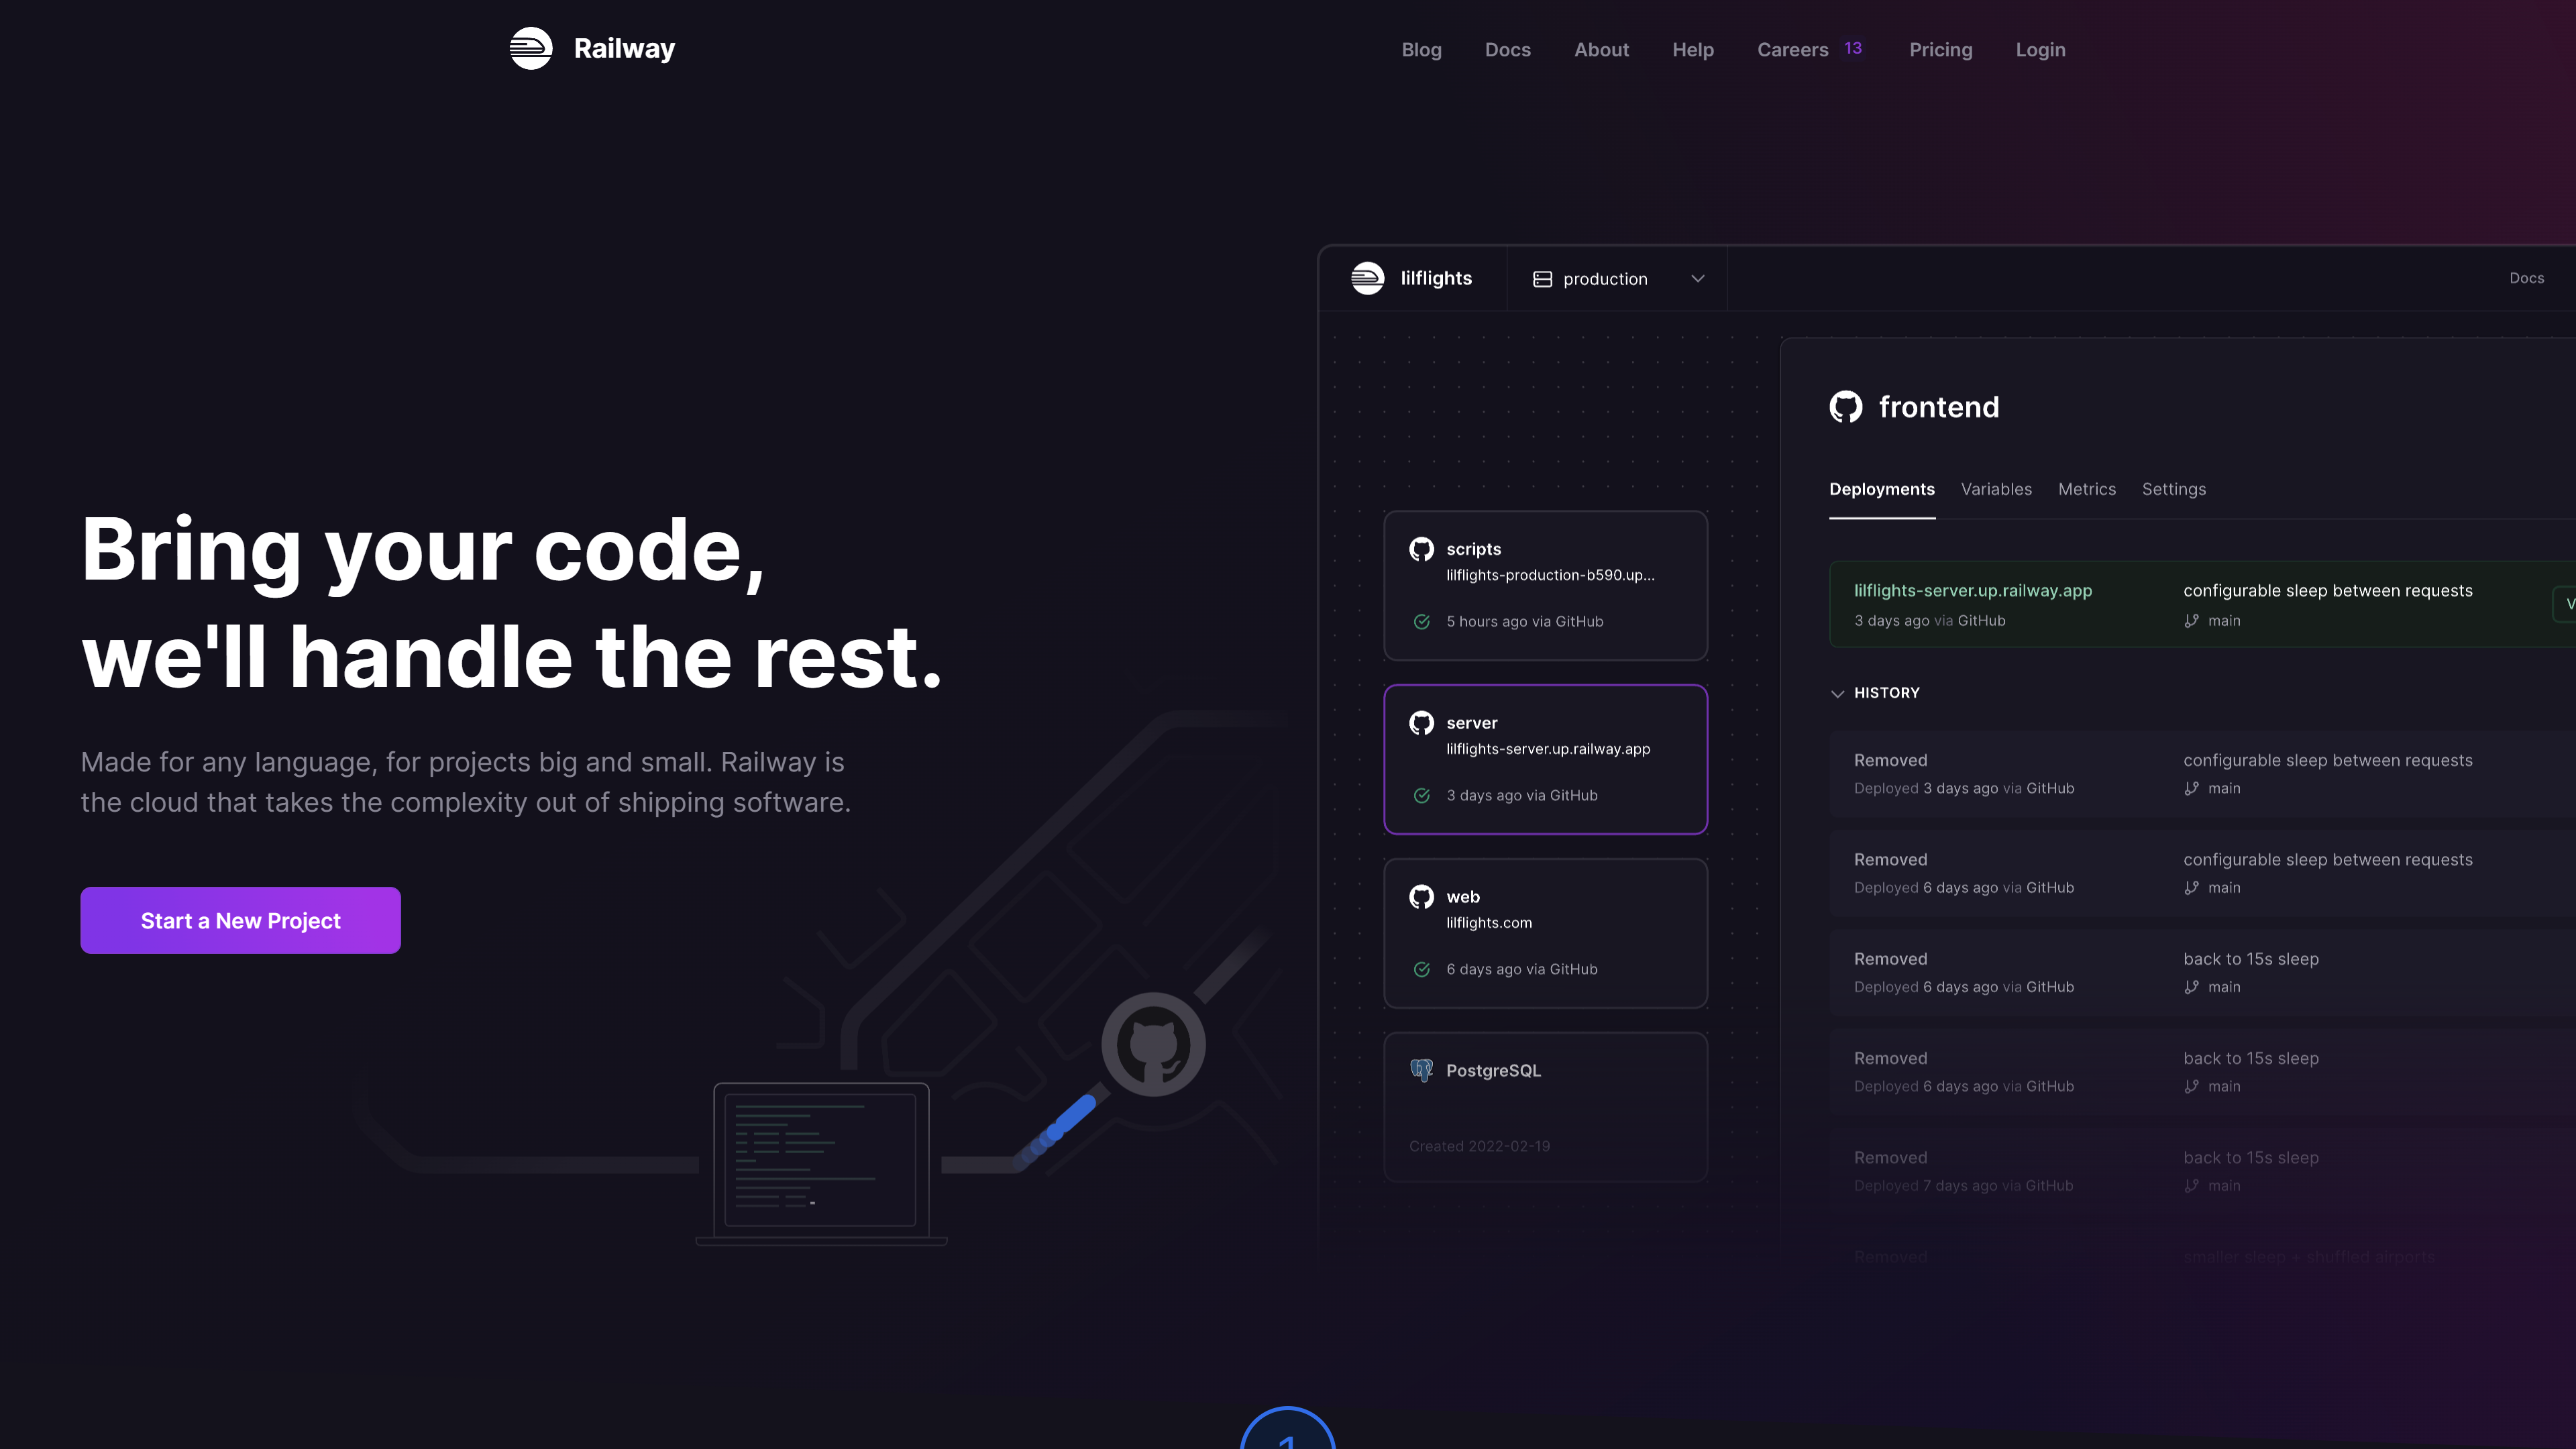 Railway
Blog Docs About Help Careers 13 Pricing Login
Bring your code,
we'll handle the rest.
Made for any language, for projects big and small. Railway is
the cloud that takes the complexity out of shipping software.
Start a New Project
lilflights
production
Docs
scripts
lilflights-production-b590.up...
5 hours ago via GitHub
server
lilflights-server.up.railway.app
3 days ago via GitHub
web
lilflights.com
6 days ago via GitHub
PostgreSQL
Created 2022-02-19
frontend
Deployments Variables Metrics Settings
lilflights-server.up.railway.app configurable sleep between requests
3 days ago via GitHub main
HISTORY
Removed configurable sleep between requests
Deployed 3 days ago via GitHub main
Removed configurable sleep between requests
Deployed 6 days ago via GitHub main
Removed back to 15s sleep
Deployed 6 days ago via GitHub main
Removed back to 15s sleep
Deployed 6 days ago via GitHub main
Removed back to 15s sleep
Deployed 7 days ago via GitHub main
Removed smaller sleep + shuffled airports
1